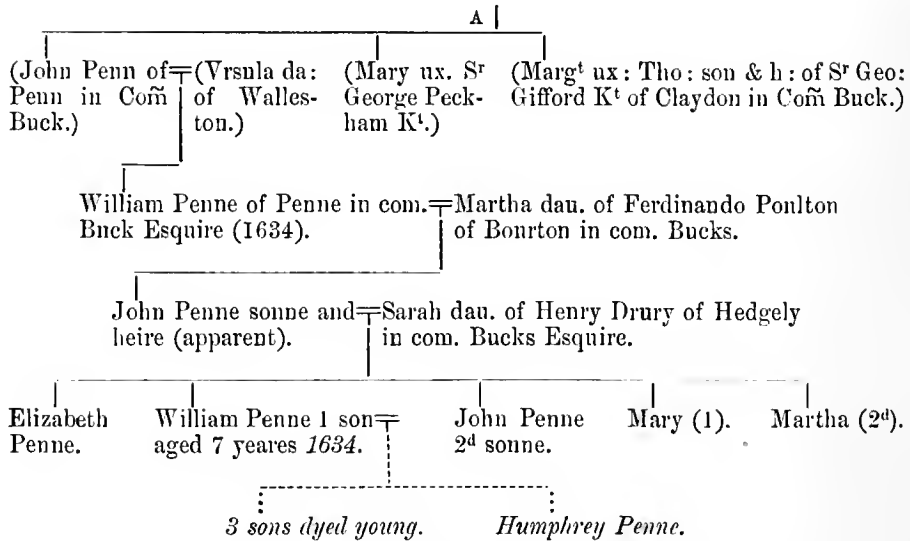 A
(John Penn of
Penn in Com̃
Buck.)
(Vrsula da:
of Walles-
ton.)
(Mary ux. Sʳ
George Peck-
ham Kᵗ.)
(Margᵗ ux: Tho: son & h: of Sʳ Geo:
Gifford Kᵗ of Claydon in Com̃ Buck.)
William Penne of Penne in com.
Buck Esquire (1634).
Martha dau. of Ferdinando Poulton
of Bourton in com. Bucks.
John Penne sonne and
heire (apparent).
Sarah dau. of Henry Drury of Hedgely
in com. Bucks Esquire.
Elizabeth
Penne.
William Penne 1 son
aged 7 yeares 1634.
John Penne
2ᵈ sonne.
Mary (1).
Martha (2ᵈ).
3 sons dyed young.
Humphrey Penne.